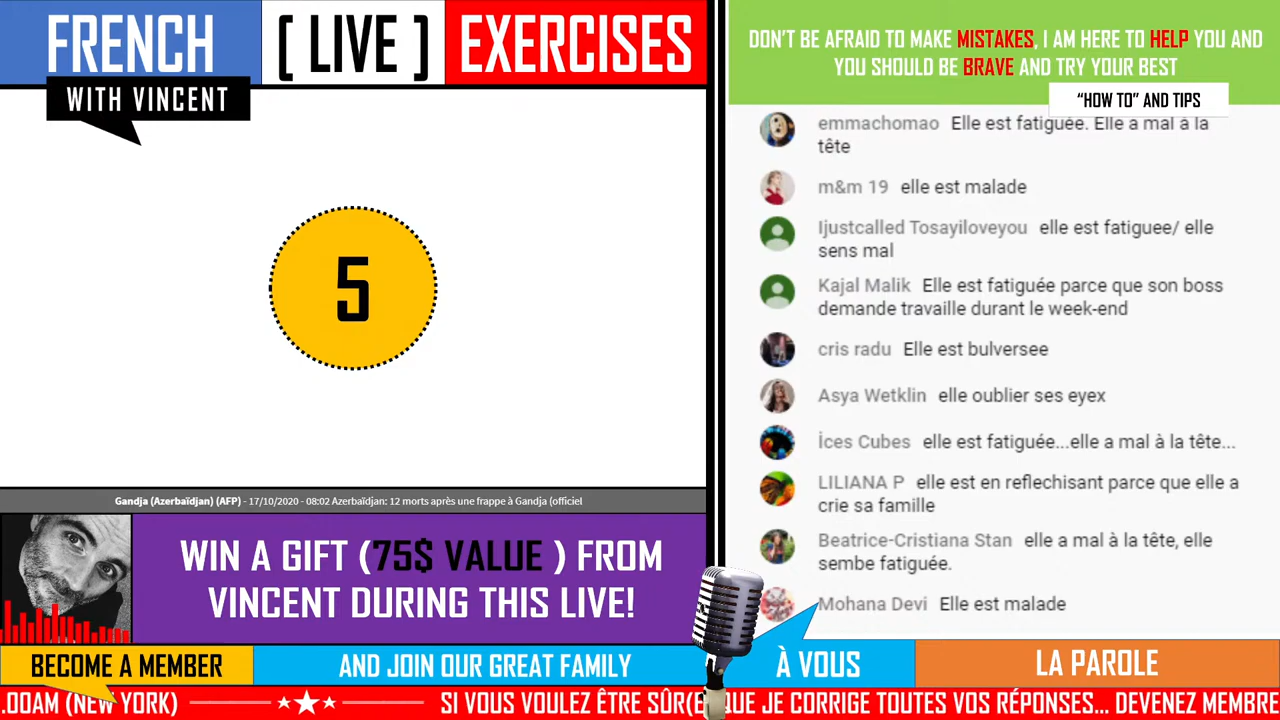 FRENCH
[ LIVE ]
EXERCISES
WITH VINCENT
5
Gandja (Azerbaïdjan) (AFP) - 17/10/2020 - 08:02 Azerbaïdjan: 12 morts après une frappe à Gandja (officiel
WIN A GIFT (75$ VALUE ) FROM
VINCENT DURING THIS LIVE!
DON'T BE AFRAID TO MAKE MISTAKES, I AM HERE TO HELP YOU AND
YOU SHOULD BE BRAVE AND TRY YOUR BEST
“HOW TO” AND TIPS
emmachomao Elle est fatiguée. Elle a mal à la
tête
m&m 19 elle est malade
Ijustcalled Tosayiloveyou elle est fatiguee/ elle
sens mal
Kajal Malik Elle est fatiguée parce que son boss
demande travaille durant le week-end
cris radu Elle est bulversee
Asya Wetklin elle oublier ses eyex
İces Cubes elle est fatiguée...elle a mal à la tête...
LILIANA P elle est en reflechisant parce que elle a
crie sa famille
Beatrice-Cristiana Stan elle a mal à la tête, elle
sembe fatiguée.
Mohana Devi Elle est malade
BECOME A MEMBER
AND JOIN OUR GREAT FAMILY
À VOUS
LA PAROLE
.00AM (NEW YORK)
SI VOUS VOULEZ ÊTRE SÛR(E QUE JE CORRIGE TOUTES VOS RÉPONSES... DEVENEZ MEMBRE